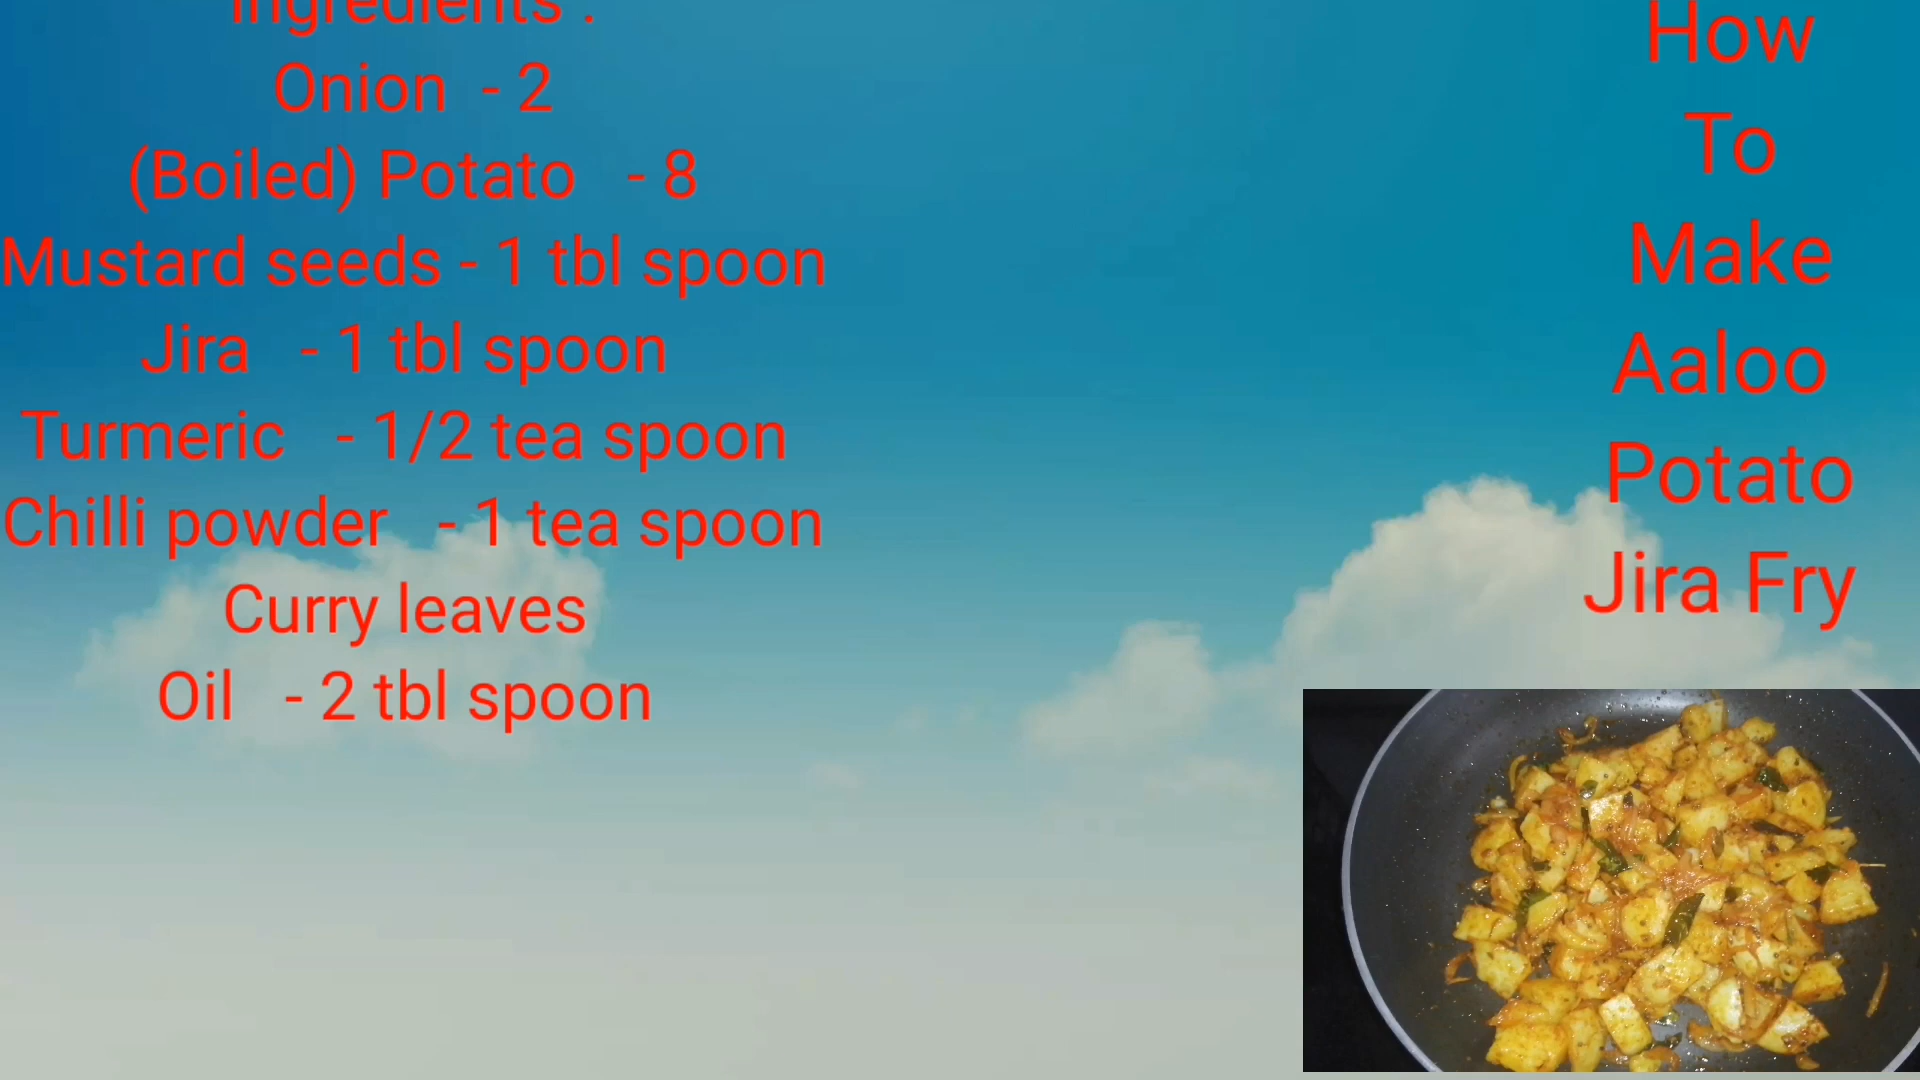 Ingredients :
Onion - 2
(Boiled) Potato - 8
Mustard seeds - 1 tbl spoon
Jira - 1 tbl spoon
Turmeric - 1/2 tea spoon
Chilli powder - 1 tea spoon
Curry leaves
Oil - 2 tbl spoon
How
To
Make
Aaloo
Potato
Jira Fry